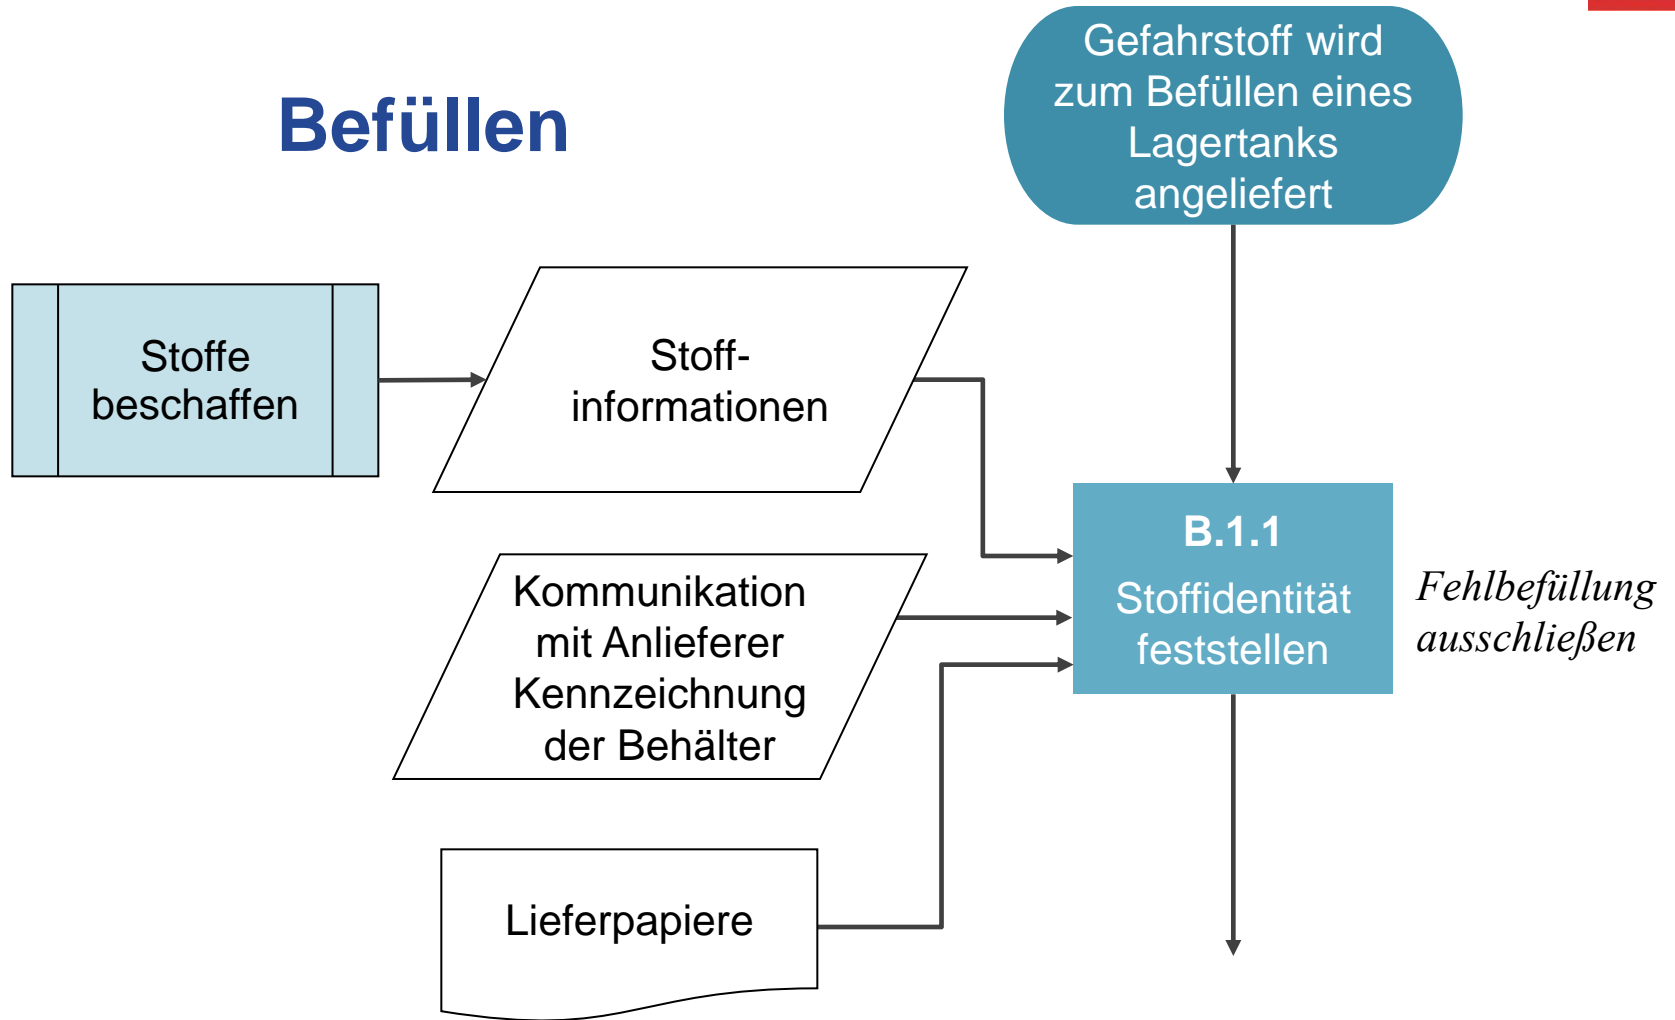 Befüllen
Gefahrstoff wird
zum Befüllen eines
Lagertanks
angeliefert
Stoffe
beschaffen
Stoff-
informationen
Kommunikation
mit Anlieferer
Kennzeichnung
der Behälter
Lieferpapiere
B.1.1
Stoffidentität
feststellen
Fehlbefüllung
ausschließen